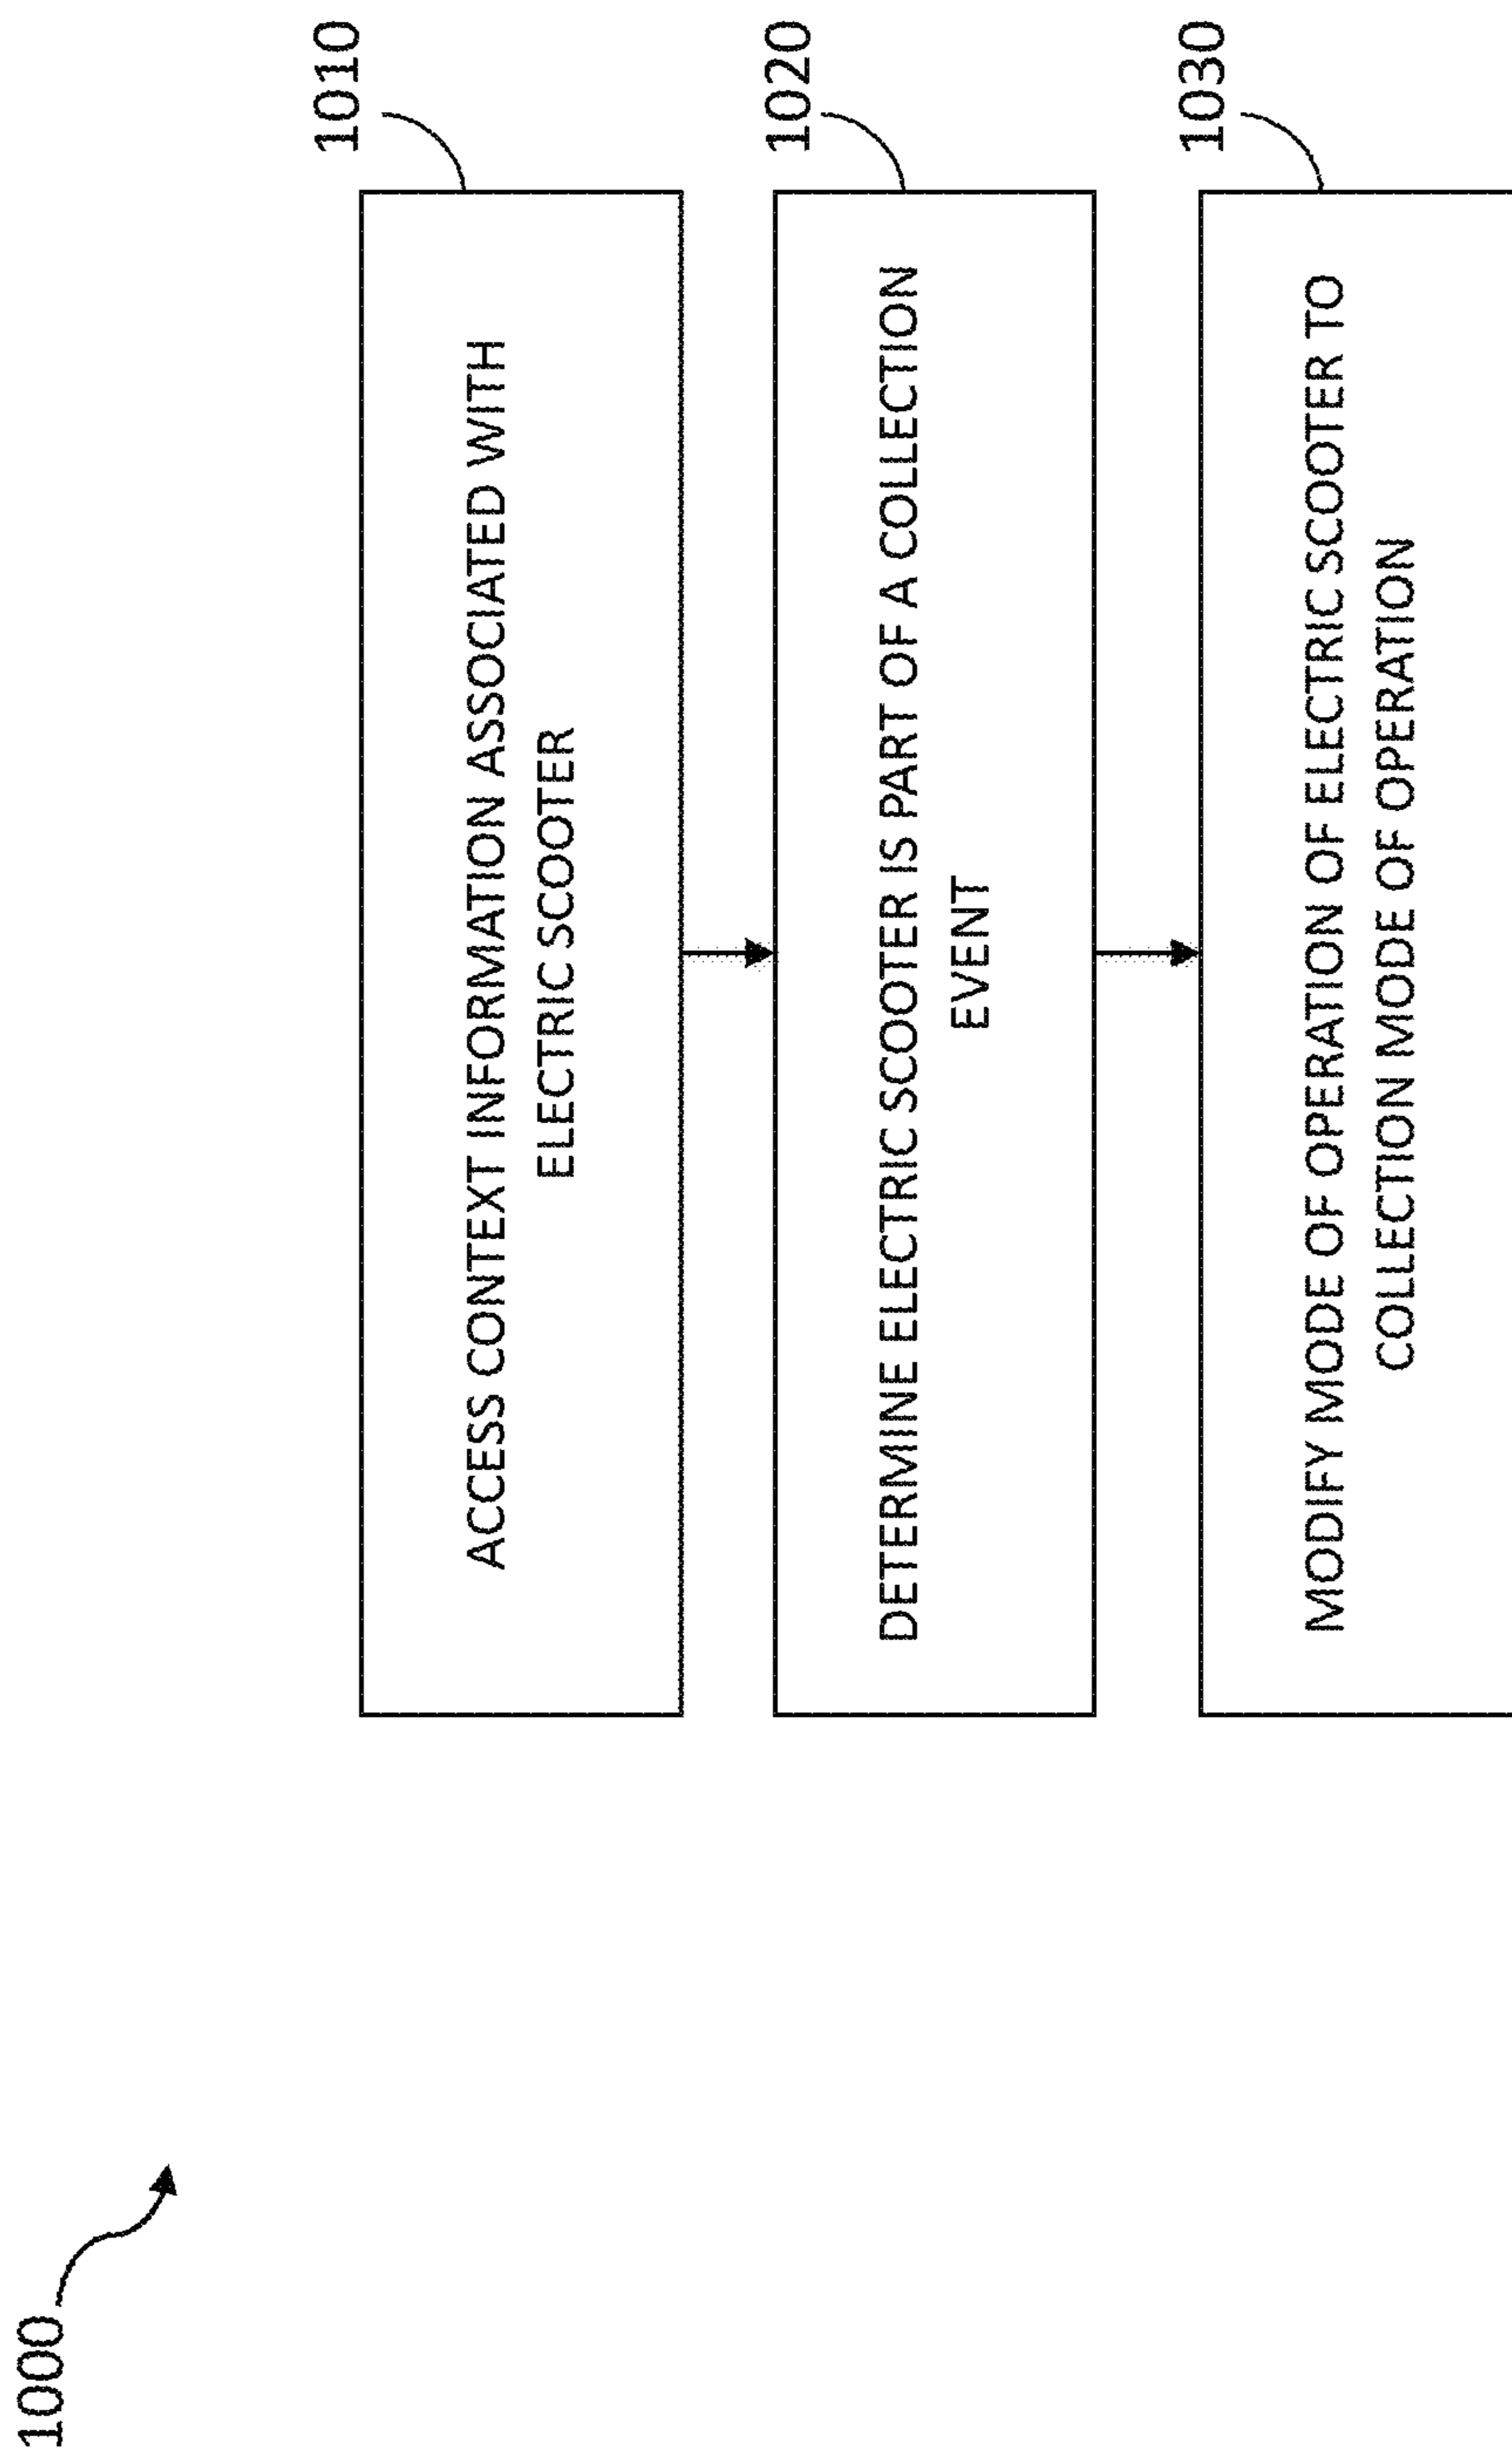 1000
1010
ACCESS CONTEXT INFORMATION ASSOCIATED WITH
ELECTRIC SCOOTER
1020
DETERMINE ELECTRIC SCOOTER IS PART OF A COLLECTION
EVENT
1030
MODIFY MODE OF OPERATION OF ELECTRIC SCOOTER TO
COLLECTION MODE OF OPERATION